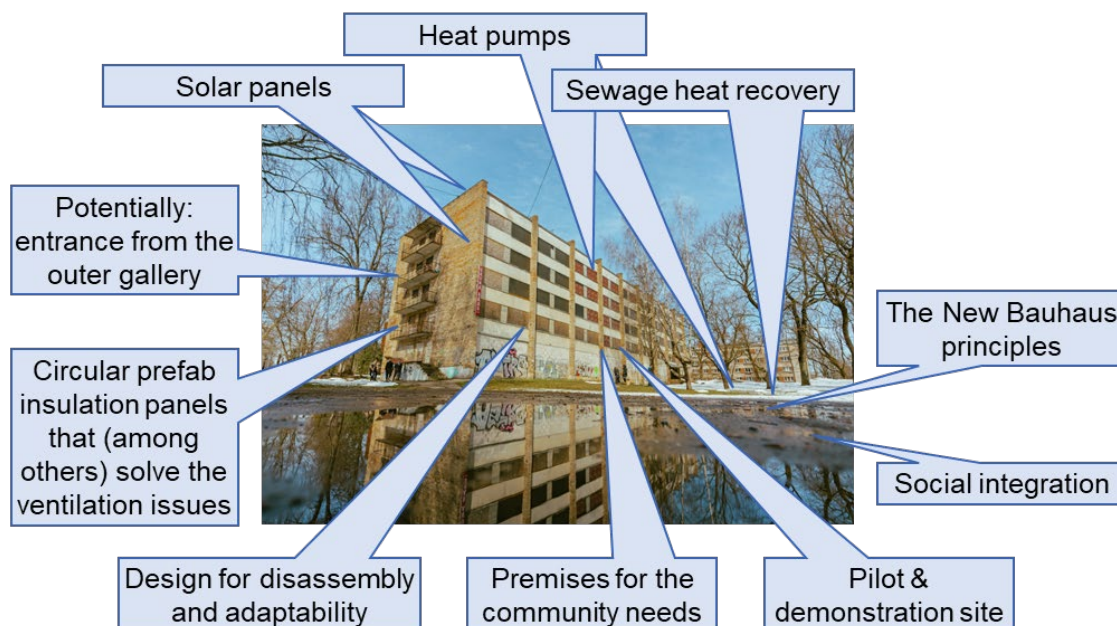 Heat pumps
Solar panels
Sewage heat recovery
Potentially:
entrance from the
outer gallery
The New Bauhaus
principles
Circular prefab
insulation panels
that (among
others) solve the
ventilation issues
Social integration
Design for disassembly
and adaptability
Premises for the
community needs
Pilot &
demonstration site